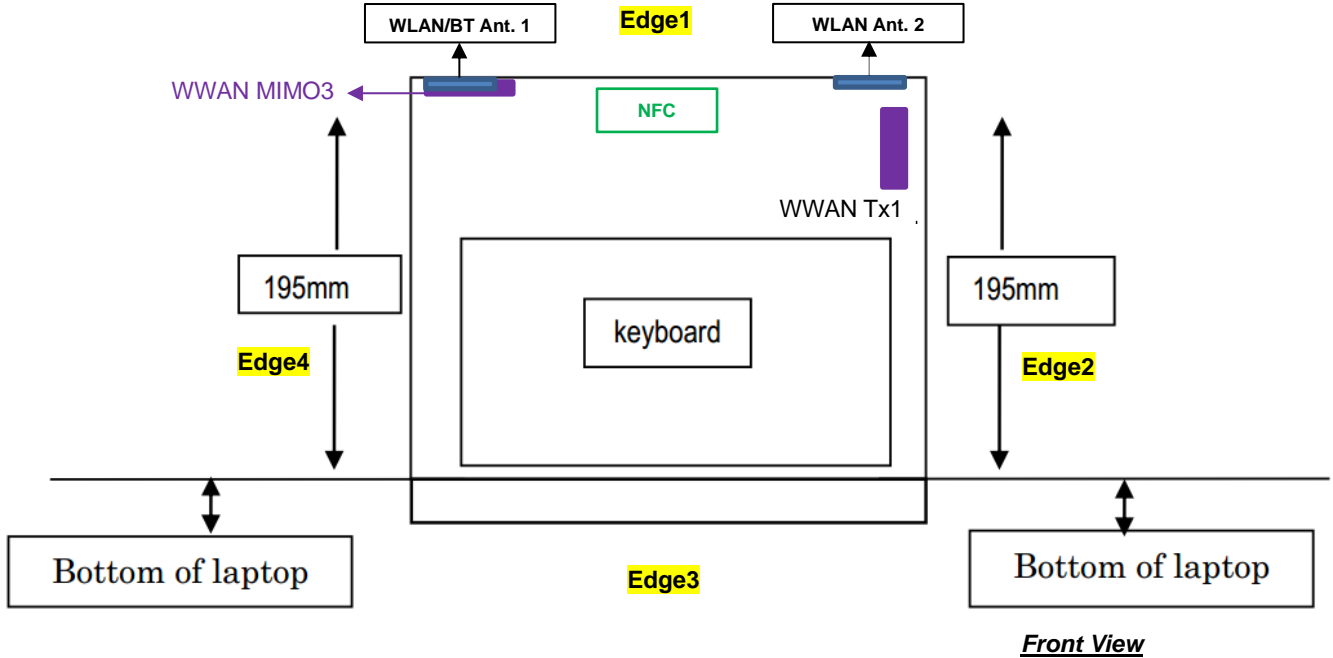 Edge1
WLAN/BT Ant. 1
WLAN Ant. 2
WWAN MIMO3
NFC
WWAN Tx1
195mm
195mm
keyboard
Edge4
Edge2
Bottom of laptop
Bottom of laptop
Edge3
Front View